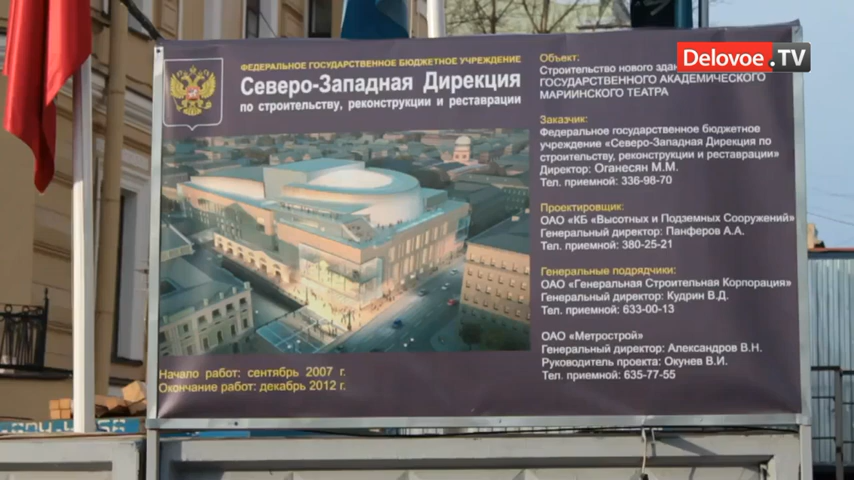 Delovoe.TV
ФЕДЕРАЛЬНОЕ ГОСУДАРСТВЕННОЕ БЮДЖЕТНОЕ УЧРЕЖДЕНИЕ
Северо-Западная Дирекция
по строительству, реконструкции и реставрации
Начало работ: сентябрь 2007 г.
Окончание работ: декабрь 2012 г.
Объект:
Строительство нового
ГОСУДАРСТВЕННОГО АКАДЕМИЧЕСКОГО
МАРИИНСКОГО ТЕАТРА
Заказчик:
Федеральное государственное бюджетное
учреждение «Северо-Западная Дирекция по
строительству, реконструкции и реставрации»
Директор: Оганесян М.М.
Тел. приемной: 336-98-70
Проектировщик:
ОАО «КБ «Высотных и Подземных Сооружений»
Генеральный директор: Панферов А.А.
Тел. приемной: 380-25-21
Генеральные подрядчики:
ОАО «Генеральная Строительная Корпорация»
Генеральный директор: Кудрин В.Д.
Тел. приемной: 633-00-13
ОАО «Метрострой»
Генеральный директор: Александров В.Н.
Руководитель проекта: Окунев В.И.
Тел. приемной: 635-77-55